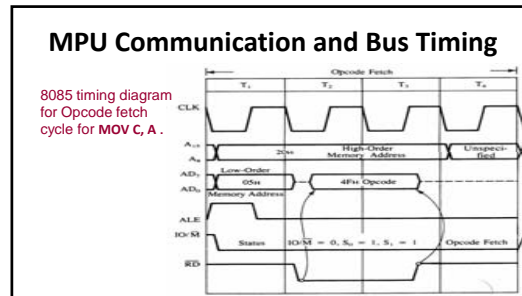 MPU Communication and Bus Timing
8085 timing diagram
for Opcode fetch
cycle for MOV C, A .
Opcode Fetch
T₁ T₂ T₃ T₄
CLK
A₁₅
A₈
20H
High-Order
Memory Address
Unspeci-
fied
AD₇
AD₀
Low-Order
05H
Memory Address
4FH Opcode
ALE
IO/M̅
Status IO/M̅ = 0, S₀ = 1, S₁ = 1 Opcode Fetch
R̅D̅